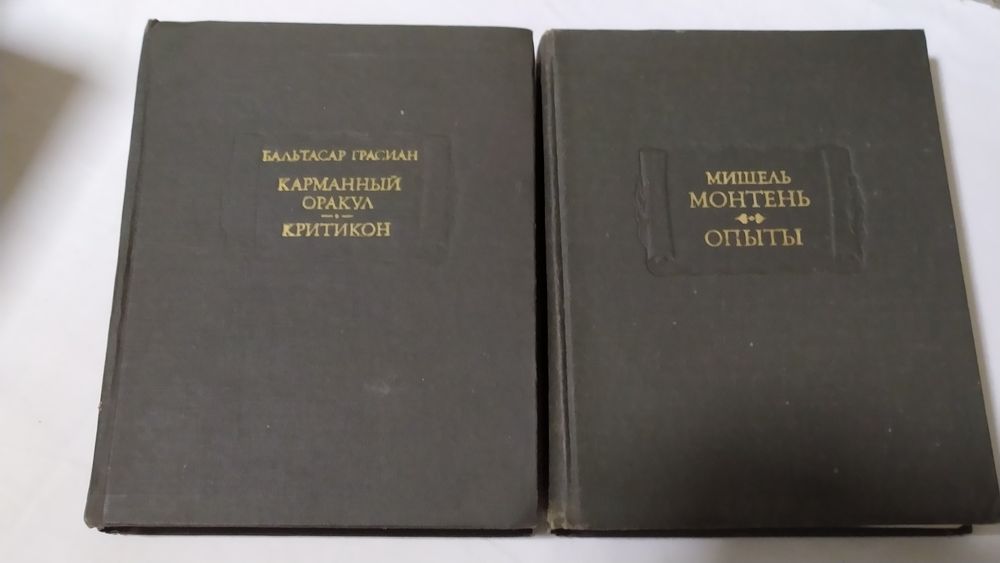 БАЛЬТАСАР ГРАСИАН
КАРМАННЫЙ
ОРАКУЛ
КРИТИКОН
МИШЕЛЬ
МОНТЕНЬ
ОПЫТЫ